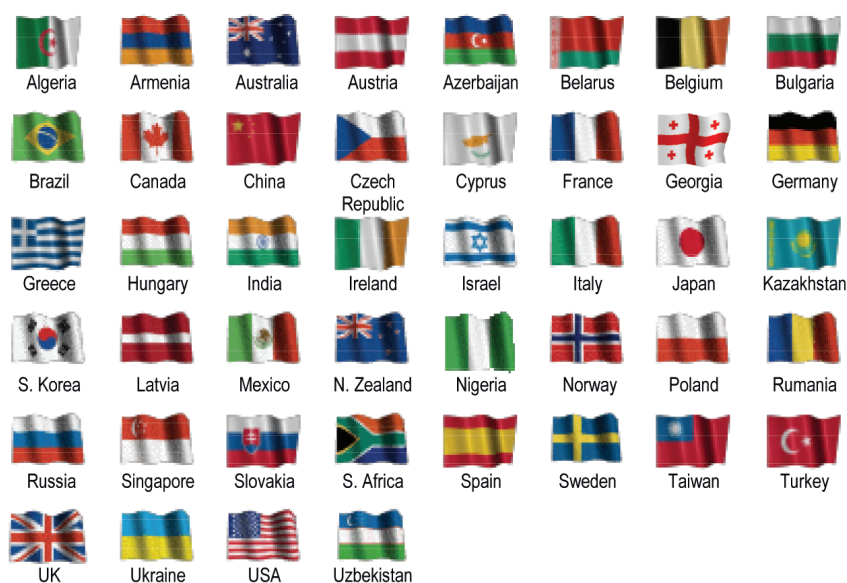 Algeria
Armenia
Australia
Austria
Azerbaijan
Belarus
Belgium
Bulgaria
Brazil
Canada
China
Czech
Republic
Cyprus
France
Georgia
Germany
Greece
Hungary
India
Ireland
Israel
Italy
Japan
Kazakhstan
S. Korea
Latvia
Mexico
N. Zealand
Nigeria
Norway
Poland
Rumania
Russia
Singapore
Slovakia
S. Africa
Spain
Sweden
Taiwan
Turkey
UK
Ukraine
USA
Uzbekistan